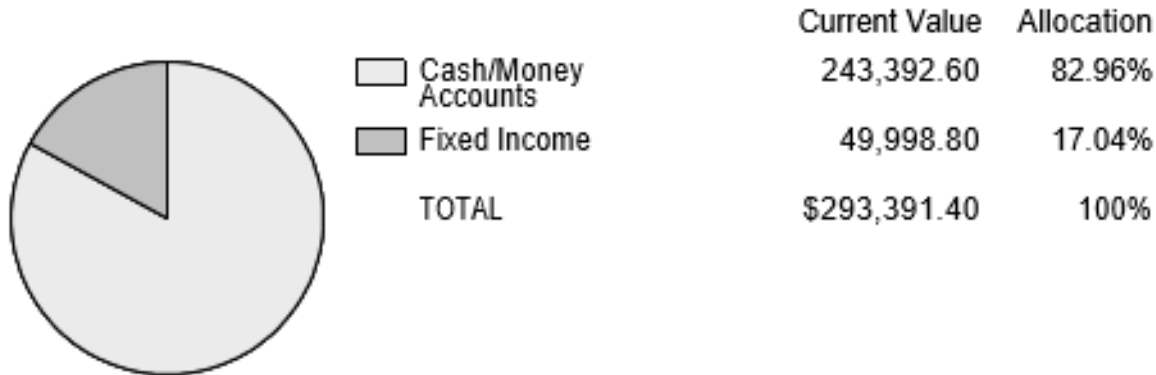 Current Value Allocation
Cash/Money 243,392.60 82.96%
Accounts
Fixed Income 49,998.80 17.04%
TOTAL $293,391.40 100%